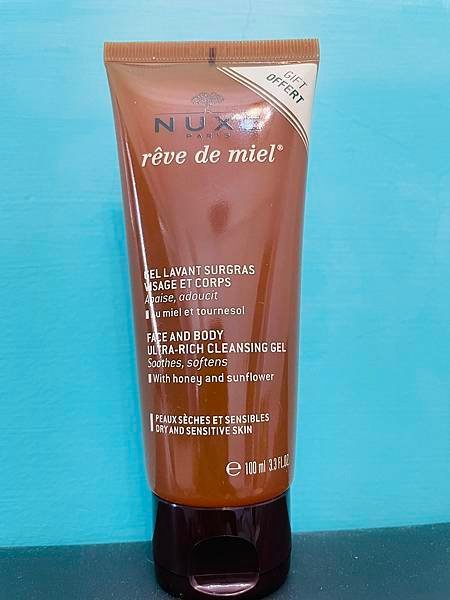 GIFT
OFFERT
NUXE
PARIS
rêve de miel®
GEL LAVANT SURGRAS
VISAGE ET CORPS
Apaise, adoucit
Au miel et tournesol
FACE AND BODY
ULTRA-RICH CLEANSING GEL
Soothes, softens
With honey and sunflower
PEAUX SÈCHES ET SENSIBLES
DRY AND SENSITIVE SKIN
℮ 100 ml 3.3 FL.OZ.